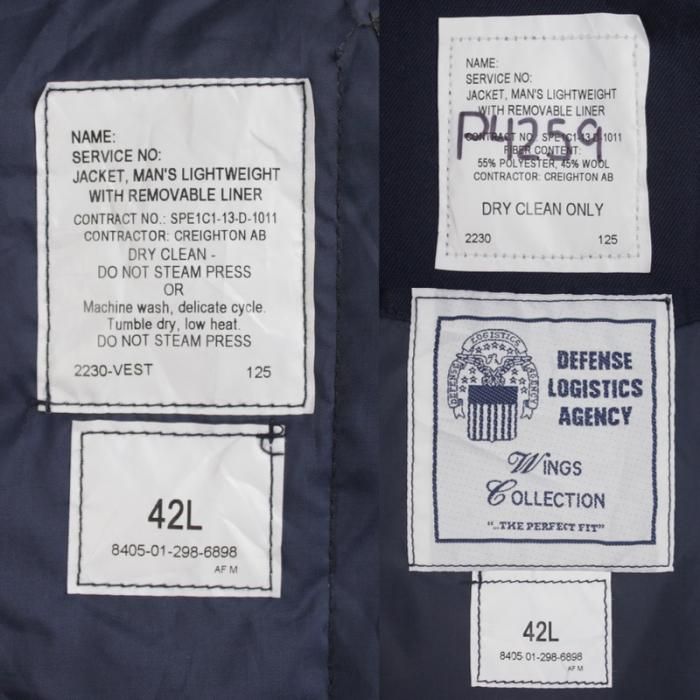 NAME:
SERVICE NO:
JACKET, MAN'S LIGHTWEIGHT
WITH REMOVABLE LINER
CONTRACT NO.: SPE1C1-13-D-1011
CONTRACTOR: CREIGHTON AB
DRY CLEAN -
DO NOT STEAM PRESS
OR
Machine wash, delicate cycle.
Tumble dry, low heat.
DO NOT STEAM PRESS
2230-VEST 125
42L
8405-01-298-6898
AF M
NAME:
SERVICE NO:
JACKET, MAN'S LIGHTWEIGHT
WITH REMOVABLE LINER
P4259
CONTRACT NO.: SPE1C1-13-D-1011
FIBER CONTENT:
55% POLYESTER, 45% WOOL
CONTRACTOR: CREIGHTON AB
DRY CLEAN ONLY
2230 125
DEFENSE LOGISTICS AGENCY
DEFENSE
LOGISTICS
AGENCY
WINGS
COLLECTION
"...THE PERFECT FIT"
42L
8405-01-298-6898
AF M